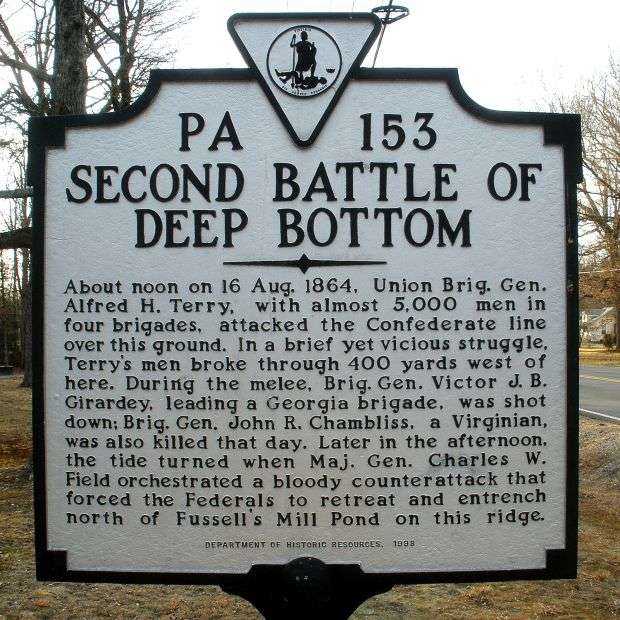 PA 153
SECOND BATTLE OF
DEEP BOTTOM
About noon on 16 Aug. 1864, Union Brig. Gen.
Alfred H. Terry, with almost 5,000 men in
four brigades, attacked the Confederate line
over this ground. In a brief yet vicious struggle,
Terry's men broke through 400 yards west of
here. During the melee, Brig. Gen. Victor J. B.
Girardey, leading a Georgia brigade, was shot
down; Brig. Gen. John R. Chambliss, a Virginian,
was also killed that day. Later in the afternoon,
the tide turned when Maj. Gen. Charles W.
Field orchestrated a bloody counterattack that
forced the Federals to retreat and entrench
north of Fussell's Mill Pond on this ridge.
DEPARTMENT OF HISTORIC RESOURCES, 1998